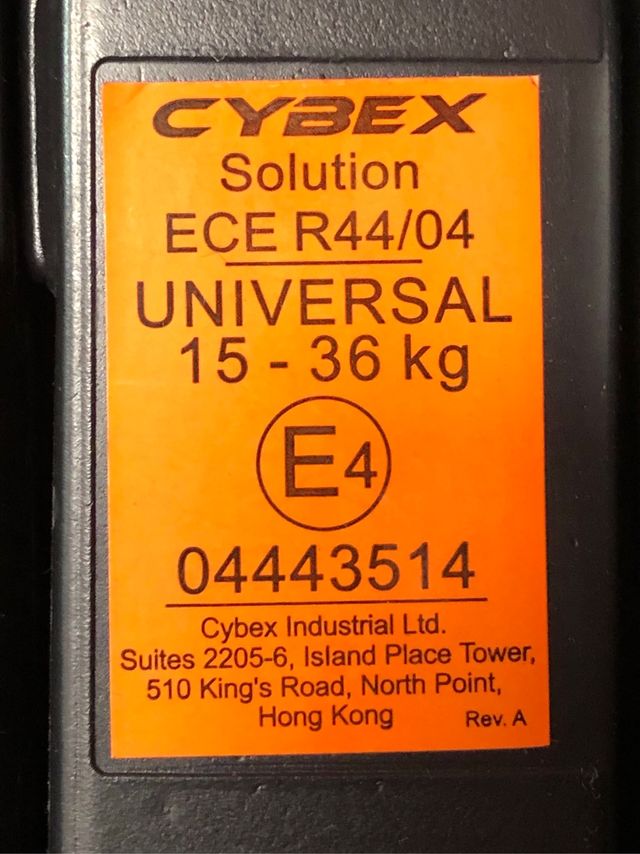 CYBEX
Solution
ECE R44/04
UNIVERSAL
15 - 36 kg
E4
04443514
Cybex Industrial Ltd.
Suites 2205-6, Island Place Tower,
510 King's Road, North Point,
Hong Kong Rev. A